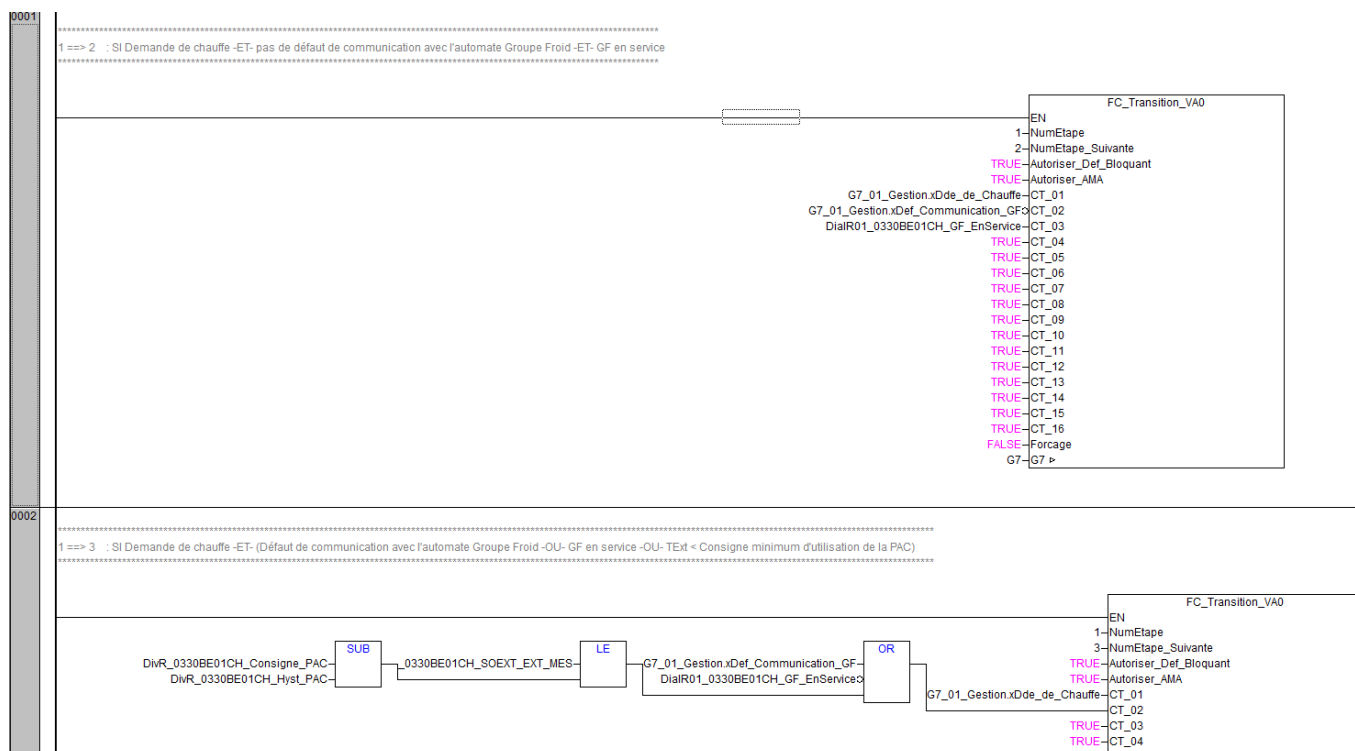 0001
****************************************************************************************************************************************
1 ==> 2 : SI Demande de chauffe -ET- pas de défaut de communication avec l'automate Groupe Froid -ET- GF en service
****************************************************************************************************************************************
FC_Transition_VA0
EN
1 NumEtape
2 NumEtape_Suivante
TRUE Autoriser_Def_Bloquant
TRUE Autoriser_AMA
G7_01_Gestion.xDde_de_Chauffe CT_01
G7_01_Gestion.xDef_Communication_GF CT_02
DialR01_0330BE01CH_GF_EnService CT_03
TRUE CT_04
TRUE CT_05
TRUE CT_06
TRUE CT_07
TRUE CT_08
TRUE CT_09
TRUE CT_10
TRUE CT_11
TRUE CT_12
TRUE CT_13
TRUE CT_14
TRUE CT_15
TRUE CT_16
FALSE Forcage
G7 G7
0002
****************************************************************************************************************************************
1 ==> 3 : SI Demande de chauffe -ET- (Défaut de communication avec l'automate Groupe Froid -OU- GF en service -OU- TExt < Consigne minimum d'utilisation de la PAC)
****************************************************************************************************************************************
FC_Transition_VA0
EN
1 NumEtape
3 NumEtape_Suivante
SUB
LE
OR
DivR_0330BE01CH_Consigne_PAC
_0330BE01CH_SOEXT_EXT_MES
G7_01_Gestion.xDef_Communication_GF
TRUE Autoriser_Def_Bloquant
DivR_0330BE01CH_Hyst_PAC
DialR01_0330BE01CH_GF_EnService
TRUE Autoriser_AMA
G7_01_Gestion.xDde_de_Chauffe CT_01
CT_02
TRUE CT_03
TRUE CT_04